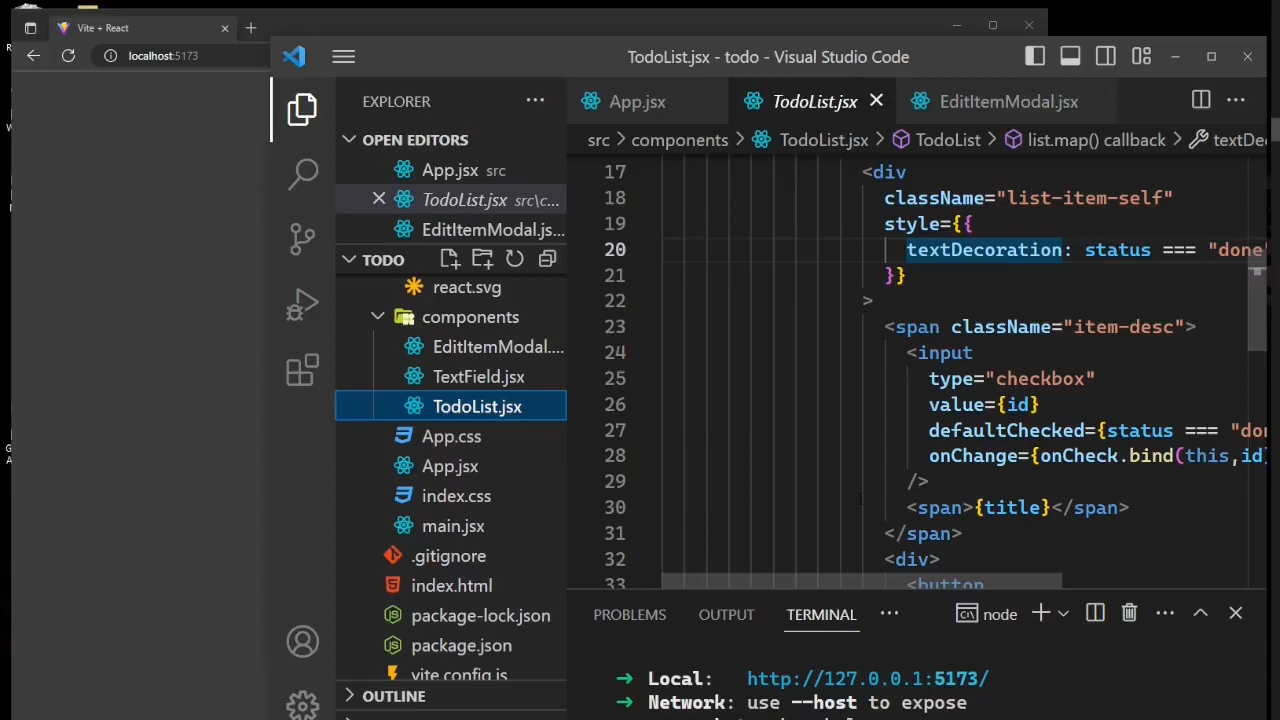 Vite + React
localhost:5173
TodoList.jsx - todo - Visual Studio Code
EXPLORER
OPEN EDITORS
App.jsx src
TodoList.jsx src\c...
EditItemModal.js...
TODO
react.svg
components
EditItemModal....
TextField.jsx
TodoList.jsx
App.css
App.jsx
index.css
main.jsx
.gitignore
index.html
package-lock.json
package.json
vite.config.js
OUTLINE
App.jsx
TodoList.jsx
EditItemModal.jsx
src > components > TodoList.jsx > TodoList > list.map() callback > textDec
17 <div
18 className="list-item-self"
19 style={{
20 textDecoration: status === "done"
21 }}
22 >
23 <span className="item-desc">
24 <input
25 type="checkbox"
26 value={id}
27 defaultChecked={status === "don
28 onChange={onCheck.bind(this,id)
29 />
30 <span>{title}</span>
31 </span>
32 <div>
33 <button
PROBLEMS OUTPUT TERMINAL ... node
➜ Local: http://127.0.0.1:5173/
➜ Network: use --host to expose